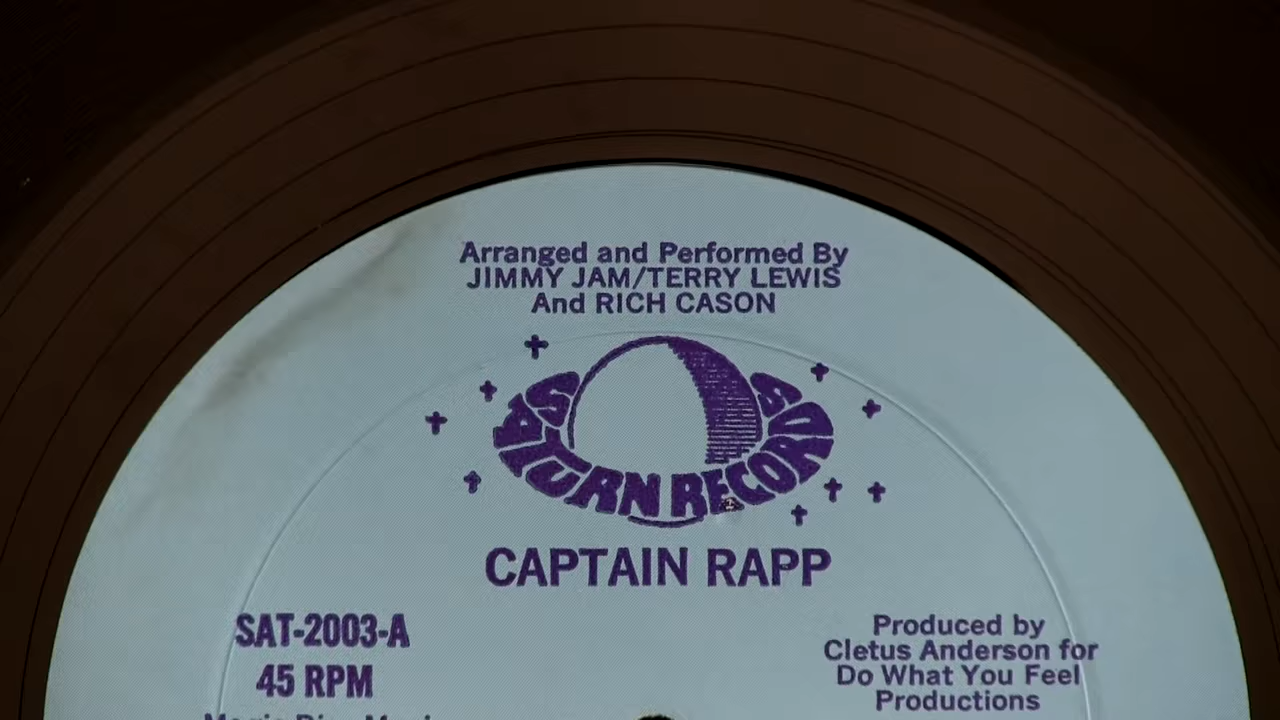 Arranged and Performed By
JIMMY JAM/TERRY LEWIS
And RICH CASON
SATURN RECORDS
CAPTAIN RAPP
SAT-2003-A
45 RPM
Produced by
Cletus Anderson for
Do What You Feel
Productions